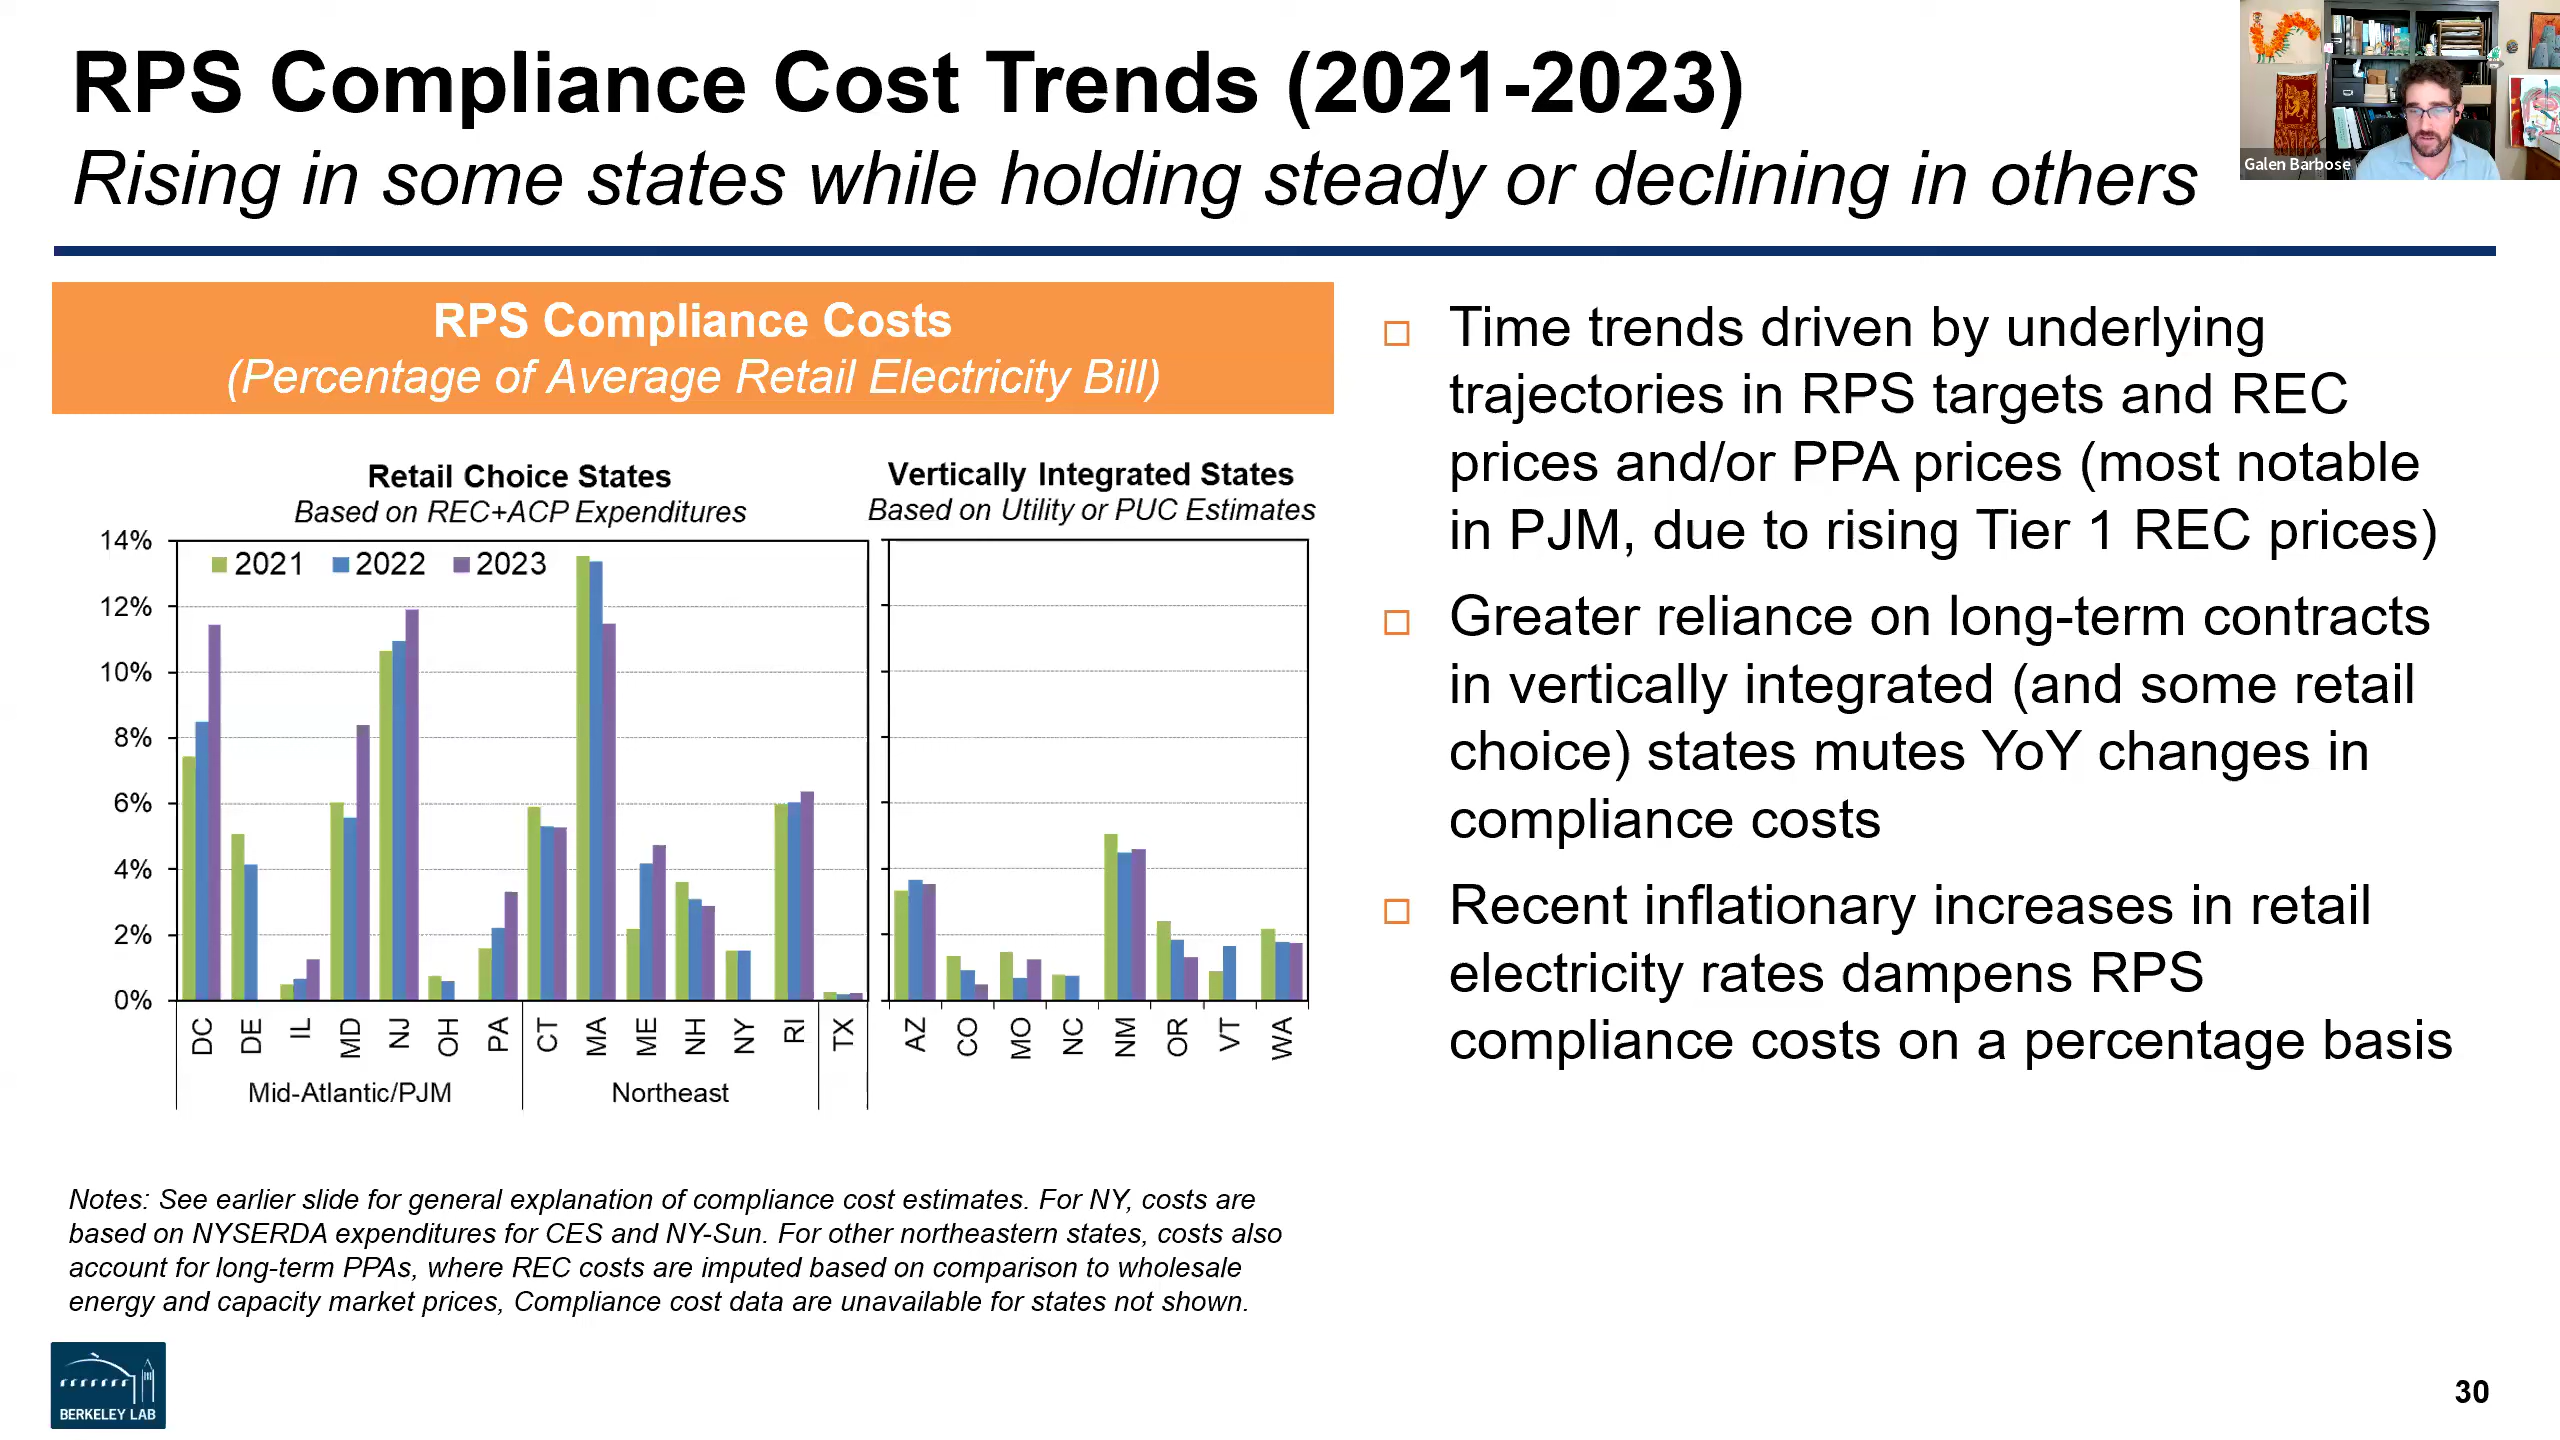 RPS Compliance Cost Trends (2021-2023)
Rising in some states while holding steady or declining in others
Galen Barbose
RPS Compliance Costs
(Percentage of Average Retail Electricity Bill)
Retail Choice States
Based on REC+ACP Expenditures
Vertically Integrated States
Based on Utility or PUC Estimates
14%
12%
10%
8%
6%
4%
2%
0%
2021 2022 2023
DC DE IL MD NJ OH PA CT MA ME NH NY RI TX
AZ CO MO NC NM OR VT WA
Mid-Atlantic/PJM Northeast
Time trends driven by underlying
trajectories in RPS targets and REC
prices and/or PPA prices (most notable
in PJM, due to rising Tier 1 REC prices)
Greater reliance on long-term contracts
in vertically integrated (and some retail
choice) states mutes YoY changes in
compliance costs
Recent inflationary increases in retail
electricity rates dampens RPS
compliance costs on a percentage basis
Notes: See earlier slide for general explanation of compliance cost estimates. For NY, costs are
based on NYSERDA expenditures for CES and NY-Sun. For other northeastern states, costs also
account for long-term PPAs, where REC costs are imputed based on comparison to wholesale
energy and capacity market prices, Compliance cost data are unavailable for states not shown.
BERKELEY LAB
30